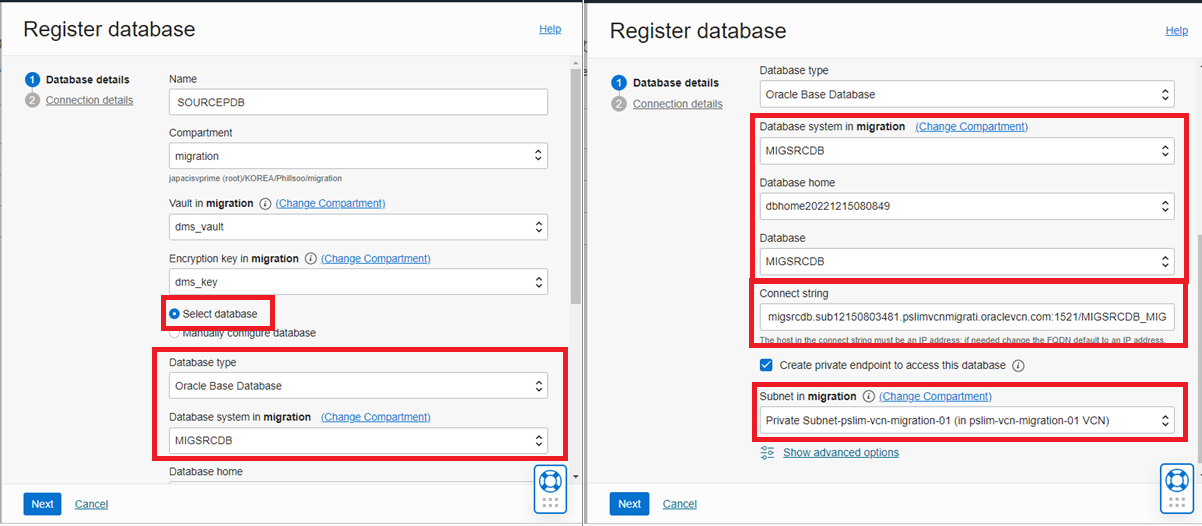 Register database
Help
1 Database details
2 Connection details
Name
SOURCEPDB
Compartment
migration
japacisvprime (root)/KOREA/Phillsoo/migration
Vault in migration i (Change Compartment)
dms_vault
Encryption key in migration i (Change Compartment)
dms_key
Select database
Manually configure database
Database type
Oracle Base Database
Database system in migration (Change Compartment)
MIGSRCDB
Database home
Next
Cancel
Register database
Help
1 Database details
2 Connection details
Database type
Oracle Base Database
Database system in migration (Change Compartment)
MIGSRCDB
Database home
dbhome20221215080849
Database
MIGSRCDB
Connect string
migsrcdb.sub12150803481.pslimvcnmigrati.oraclevcn.com:1521/MIGSRCDB_MIG
The host in the connect string must be an IP address; if needed change the FQDN default to an IP address.
Create private endpoint to access this database i
Subnet in migration i (Change Compartment)
Private Subnet-pslim-vcn-migration-01 (in pslim-vcn-migration-01 VCN)
Show advanced options
Next
Cancel